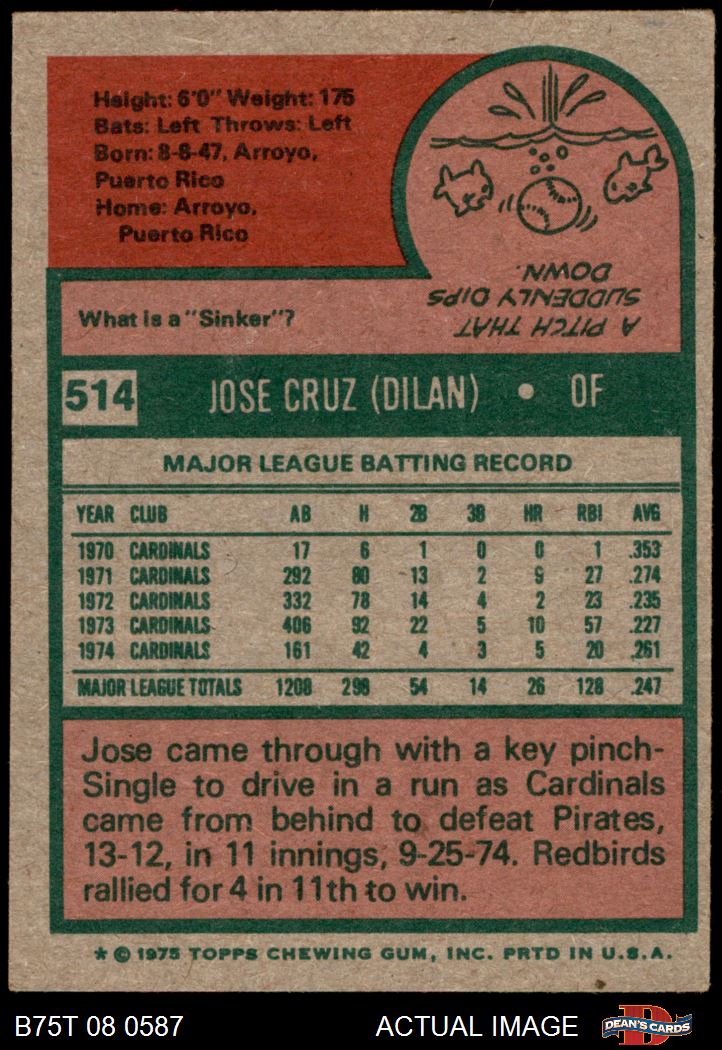 Height: 6'0" Weight: 175
Bats: Left Throws: Left
Born: 8-8-47, Arroyo,
Puerto Rico
Home: Arroyo,
Puerto Rico
What is a "Sinker"?
A PITCH THAT
SUDDENLY DIPS
DOWN.
514 JOSE CRUZ (DILAN) • OF
MAJOR LEAGUE BATTING RECORD
YEAR CLUB AB H 2B 3B HR RBI AVG
1970 CARDINALS 17 6 1 0 0 1 .353
1971 CARDINALS 292 80 13 2 9 27 .274
1972 CARDINALS 332 78 14 4 2 23 .235
1973 CARDINALS 406 92 22 5 10 57 .227
1974 CARDINALS 161 42 4 3 5 20 .261
MAJOR LEAGUE TOTALS 1208 298 54 14 26 128 .247
Jose came through with a key pinch-
Single to drive in a run as Cardinals
came from behind to defeat Pirates,
13-12, in 11 innings, 9-25-74. Redbirds
rallied for 4 in 11th to win.
* © 1975 TOPPS CHEWING GUM, INC. PRTD IN U.S.A.
B75T 08 0587 ACTUAL IMAGE D DEAN'S CARDS